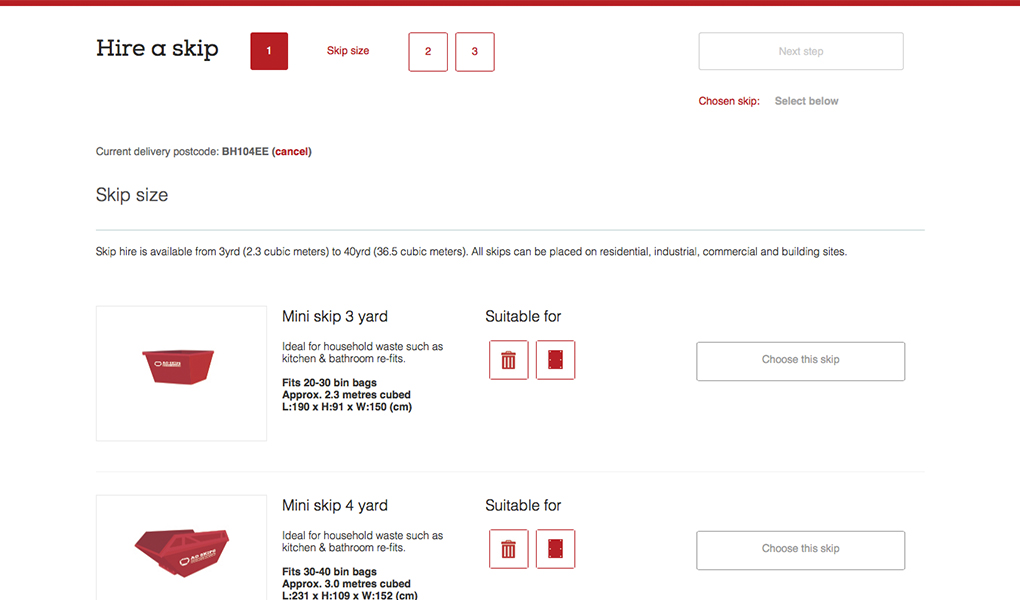 Hire a skip
1
Skip size
2
3
Next step
Chosen skip: Select below
Current delivery postcode: BH104EE (cancel)
Skip size
Skip hire is available from 3yrd (2.3 cubic meters) to 40yrd (36.5 cubic meters). All skips can be placed on residential, industrial, commercial and building sites.
Mini skip 3 yard
Ideal for household waste such as
kitchen & bathroom re-fits.
Fits 20-30 bin bags
Approx. 2.3 metres cubed
L:190 x H:91 x W:150 (cm)
Suitable for
Choose this skip
AC SKIPS
Mini skip 4 yard
Ideal for household waste such as
kitchen & bathroom re-fits.
Fits 30-40 bin bags
Approx. 3.0 metres cubed
L:231 x H:109 x W:152 (cm)
Suitable for
Choose this skip